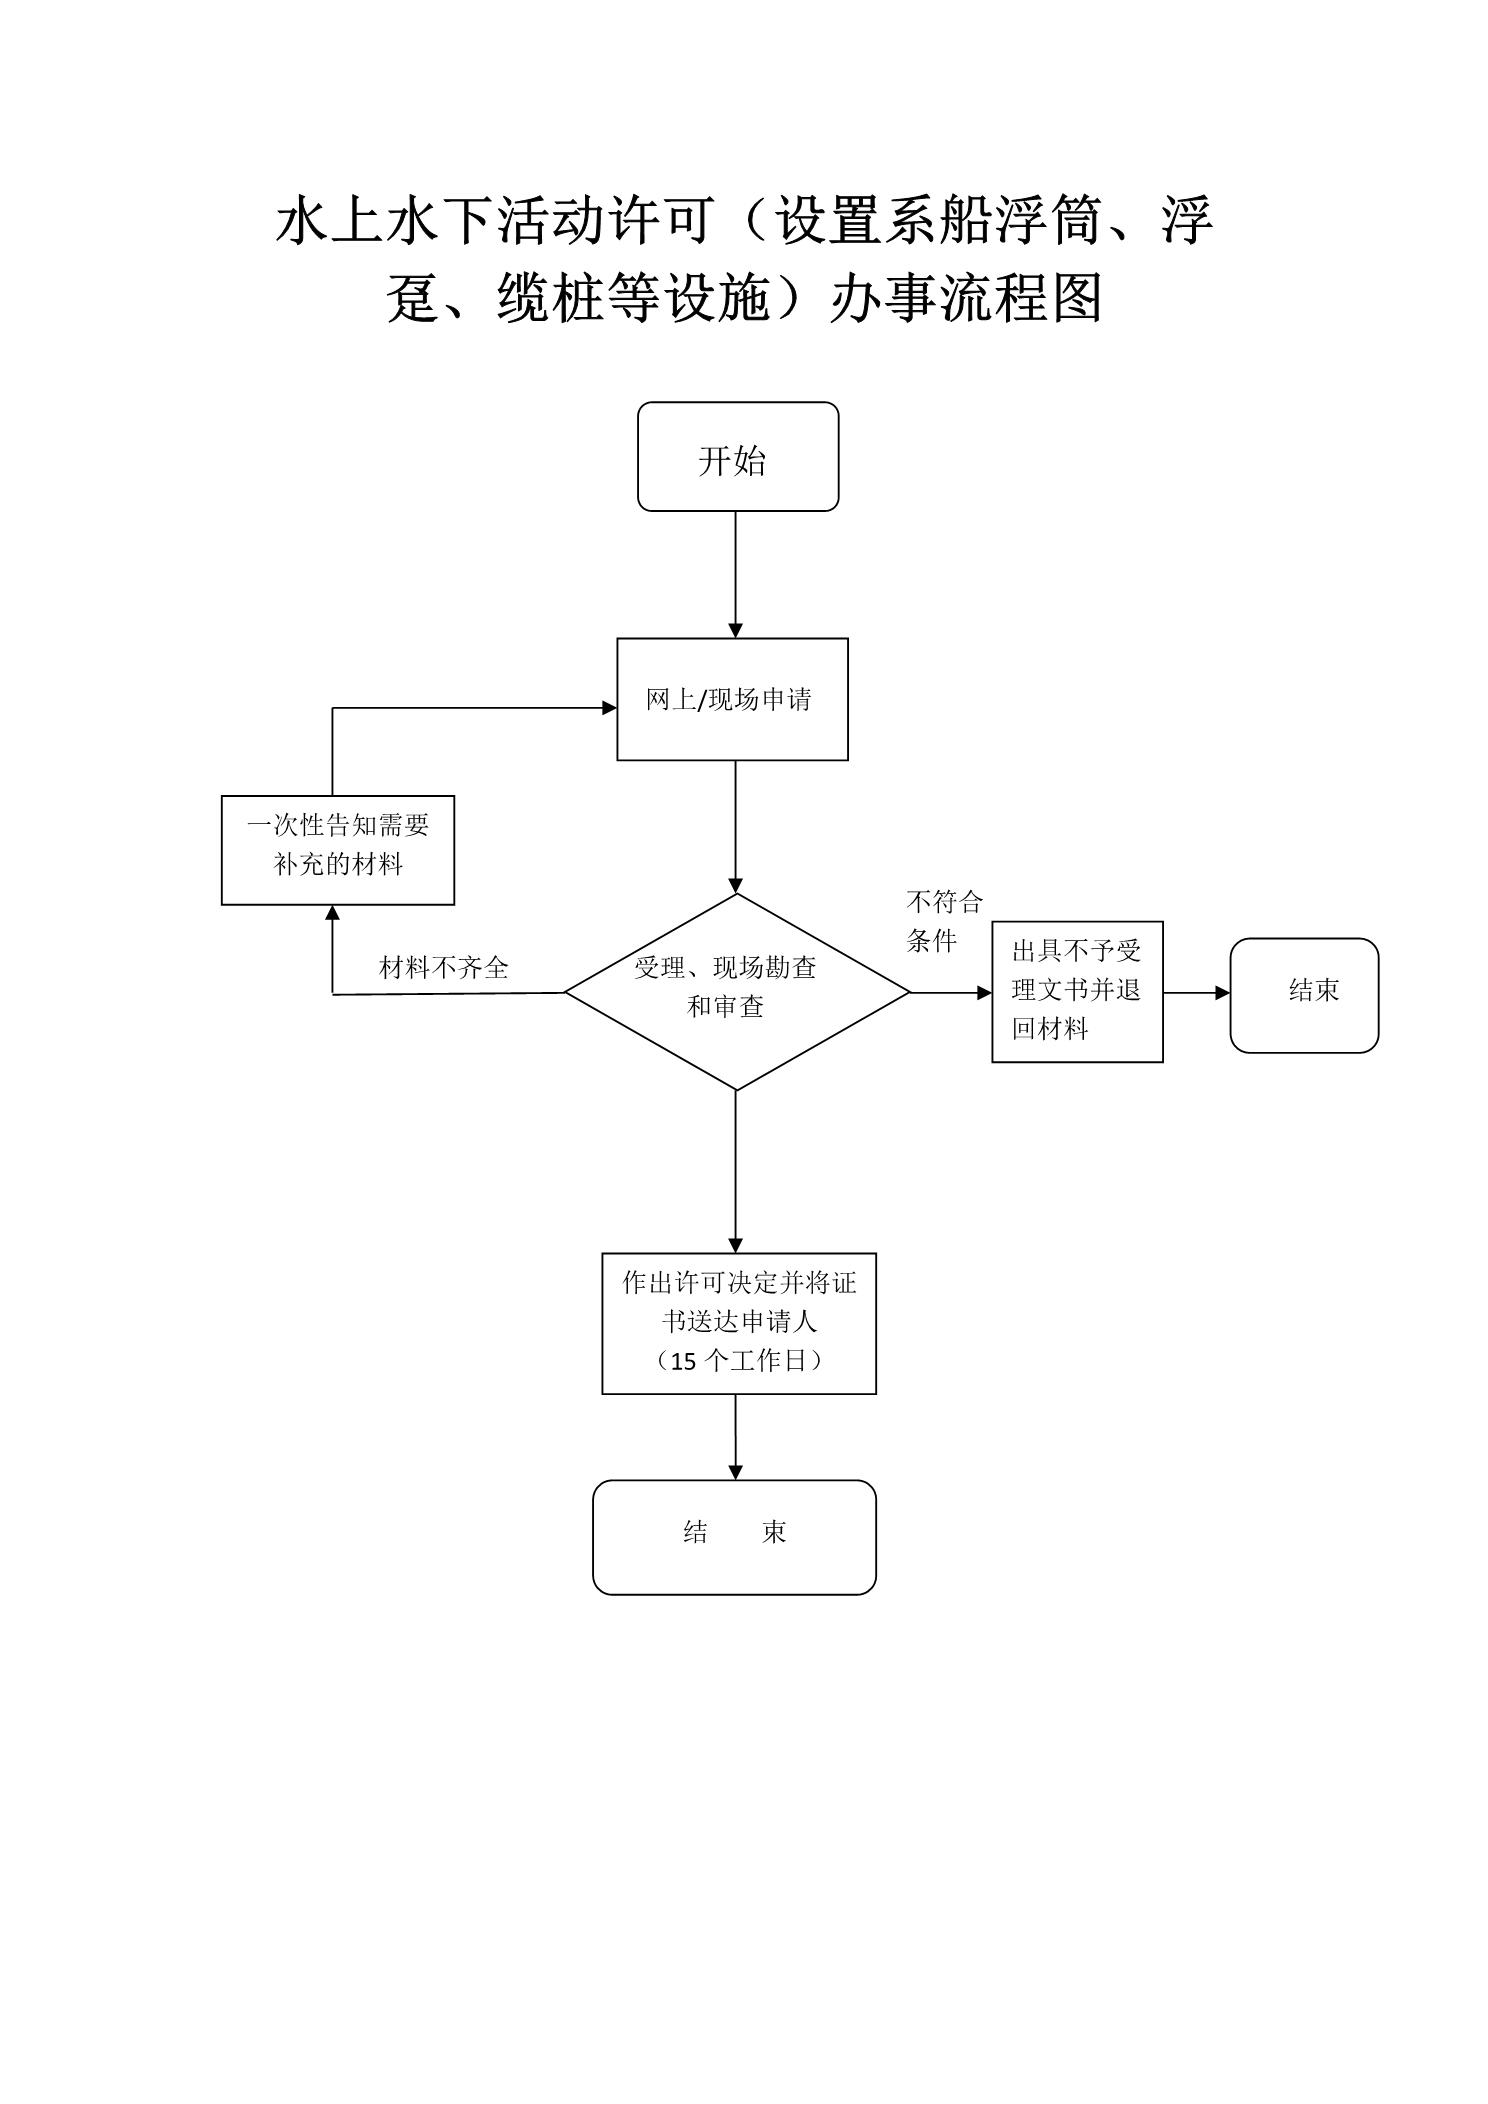 水上水下活动许可（设置系船浮筒、浮
趸、缆桩等设施）办事流程图
开始
网上/现场申请
一次性告知需要
补充的材料
材料不齐全
受理、现场勘查
和审查
不符合
条件
出具不予受
理文书并退
回材料
结束
作出许可决定并将证
书送达申请人
（15 个工作日）
结　　束